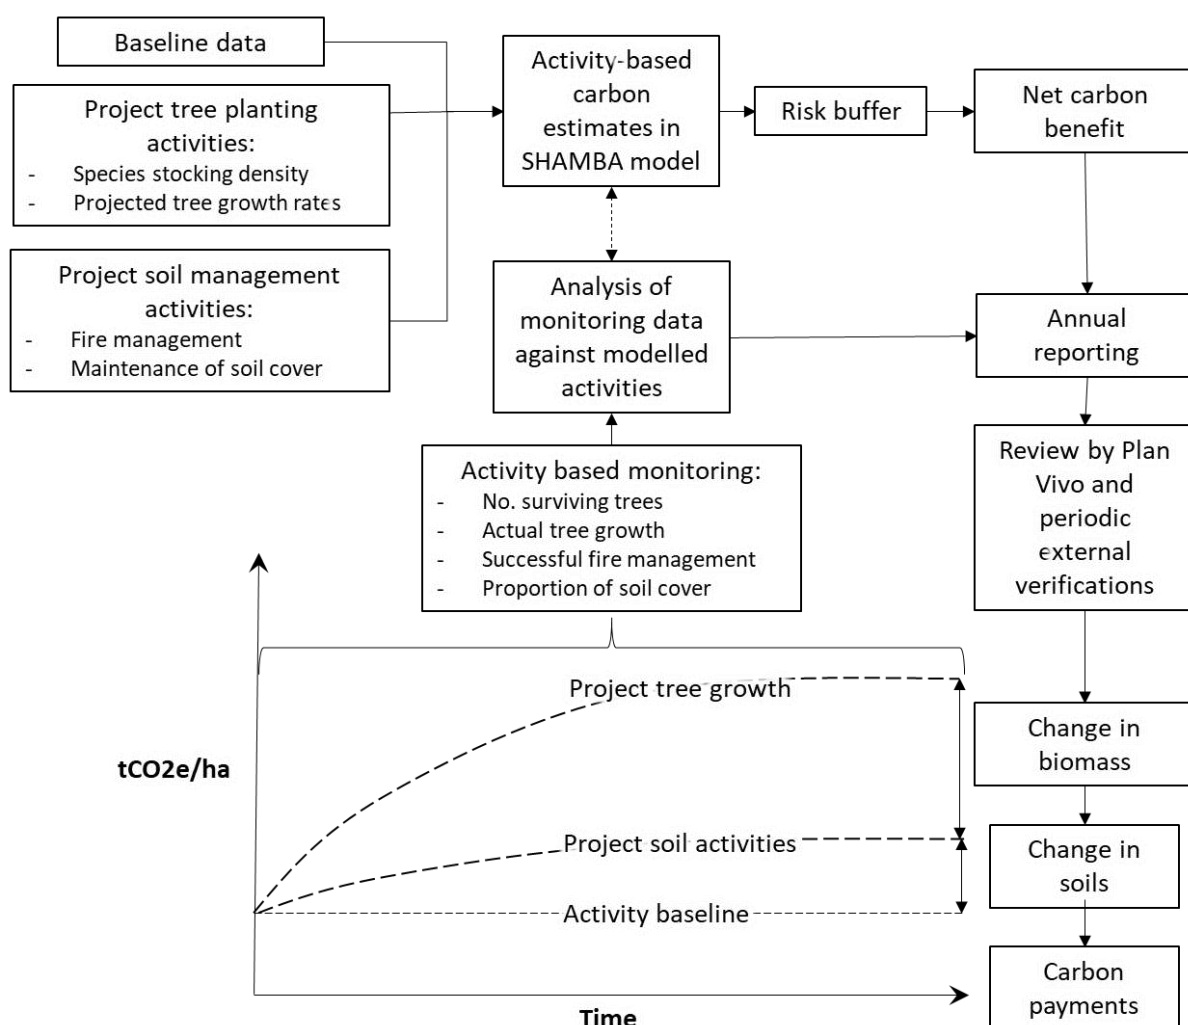 Baseline data
Project tree planting
activities:
- Species stocking density
- Projected tree growth rates
Project soil management
activities:
- Fire management
- Maintenance of soil cover
Activity-based
carbon
estimates in
SHAMBA model
Risk buffer
Net carbon
benefit
Analysis of
monitoring data
against modelled
activities
Annual
reporting
Activity based monitoring:
- No. surviving trees
- Actual tree growth
- Successful fire management
- Proportion of soil cover
Review by Plan
Vivo and
periodic
external
verifications
Project tree growth
tCO2e/ha
Project soil activities
Activity baseline
Time
Change in
biomass
Change in
soils
Carbon
payments